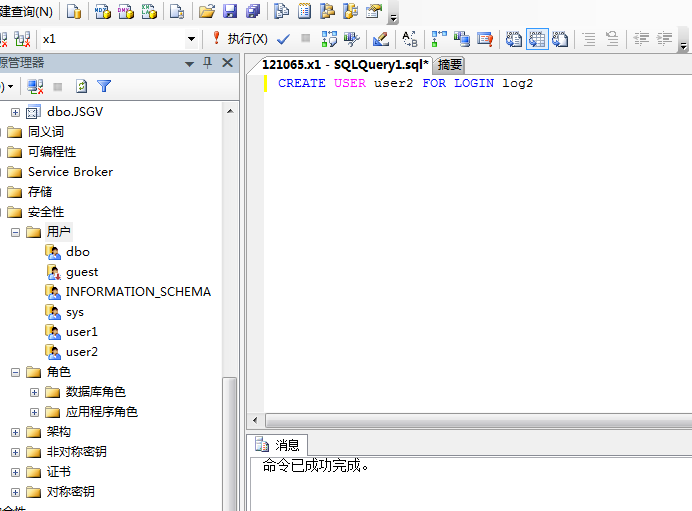 建查询(N)
x1
执行(X)
源管理器
121065.x1 - SQLQuery1.sql* 摘要
CREATE USER user2 FOR LOGIN log2
dbo.JSGV
同义词
可编程性
Service Broker
存储
安全性
用户
dbo
guest
INFORMATION_SCHEMA
sys
user1
user2
角色
数据库角色
应用程序角色
架构
非对称密钥
证书
对称密钥
消息
命令已成功完成。